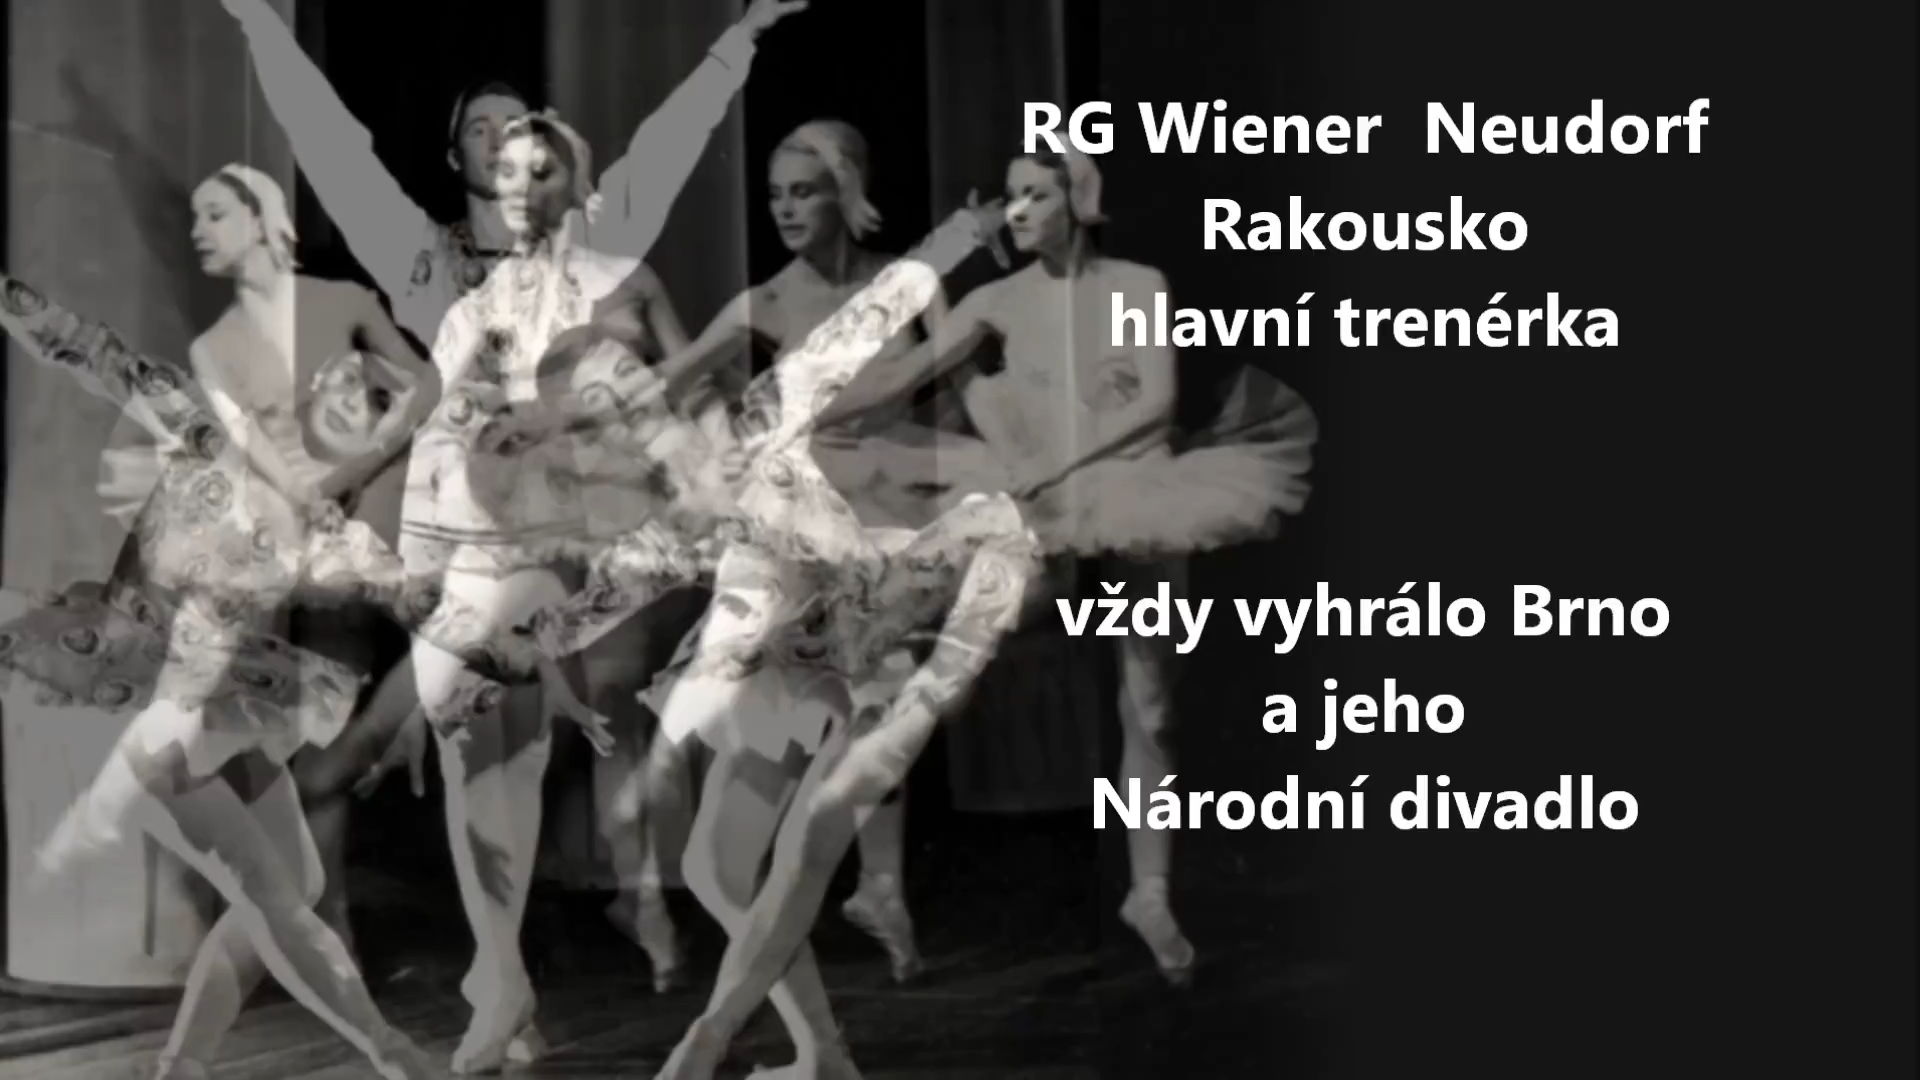 RG Wiener  Neudorf
Rakousko
hlavní trenérka
vždy vyhrálo Brno
a jeho
Národní divadlo